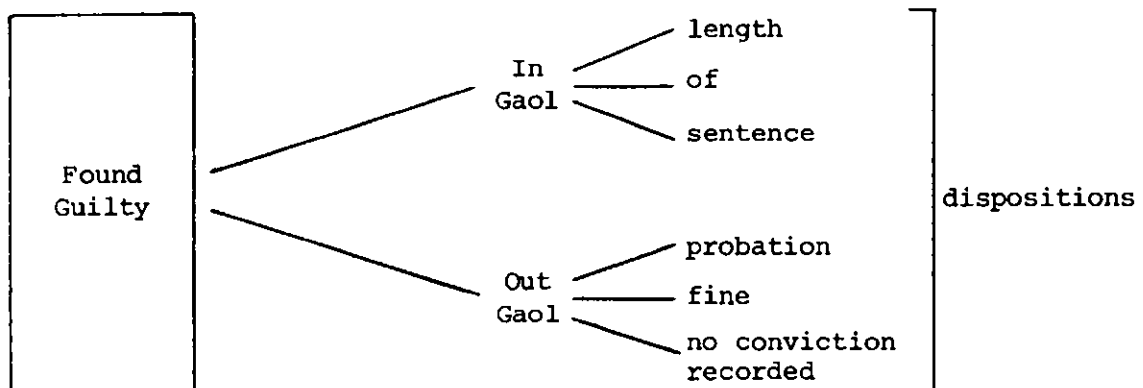 Found
Guilty
In
Gaol
length
of
sentence
Out
Gaol
probation
fine
no conviction
recorded
dispositions